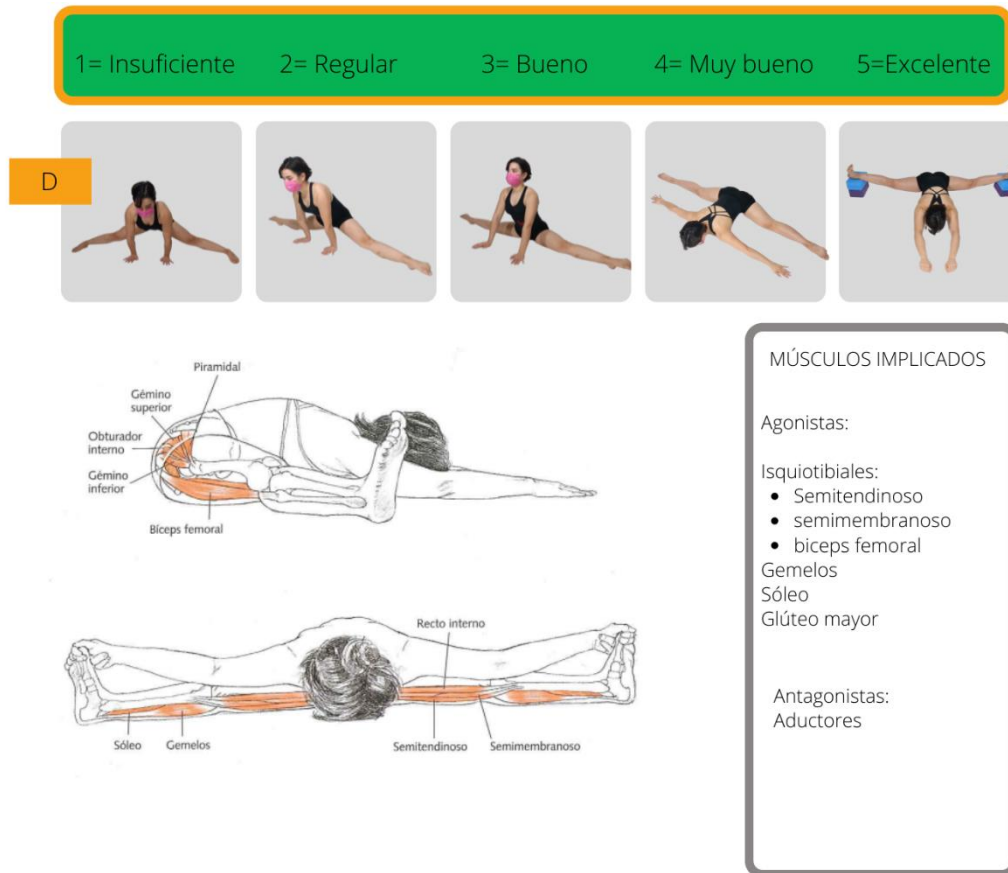 1= Insuficiente 2= Regular 3= Bueno 4= Muy bueno 5=Excelente
D
Piramidal
Gémino
superior
Obturador
interno
Gémino
inferior
Bíceps femoral
Recto interno
Sóleo Gemelos Semitendinoso Semimembranoso
MÚSCULOS IMPLICADOS
Agonistas:
Isquiotibiales:
• Semitendinoso
• semimembranoso
• biceps femoral
Gemelos
Sóleo
Glúteo mayor
Antagonistas:
Aductores